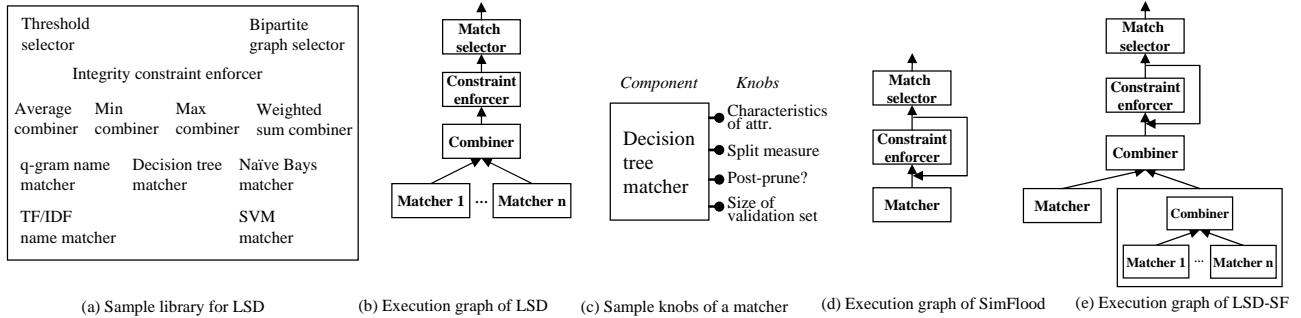 Threshold
selector
Bipartite
graph selector
Integrity constraint enforcer
Average
combiner
Min
combiner
Max
combiner
Weighted
sum combiner
q-gram name
matcher
Decision tree
matcher
Naïve Bays
matcher
TF/IDF
name matcher
SVM
matcher
(a) Sample library for LSD
Match
selector
Constraint
enforcer
Combiner
Matcher 1
...
Matcher n
(b) Execution graph of LSD
Component
Knobs
Decision
tree
matcher
Characteristics
of attr.
Split measure
Post-prune?
Size of
validation set
(c) Sample knobs of a matcher
Match
selector
Constraint
enforcer
Matcher
(d) Execution graph of SimFlood
Match
selector
Constraint
enforcer
Combiner
Matcher
Combiner
Matcher 1
...
Matcher n
(e) Execution graph of LSD-SF